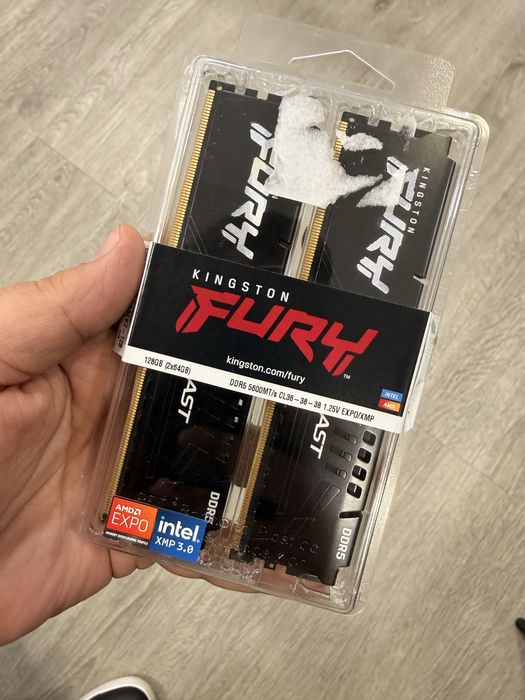 FURY
KINGSTON
FURY
KINGSTON
FURY
™
kingston.com/fury
128GB (2x64GB)
DDR5 5600MT/s CL36-38-38 1.25V EXPO/XMP
INTEL
AMD
AST
AST
DDR5
DDR5
AMD
EXPO
intel.
XMP 3.0